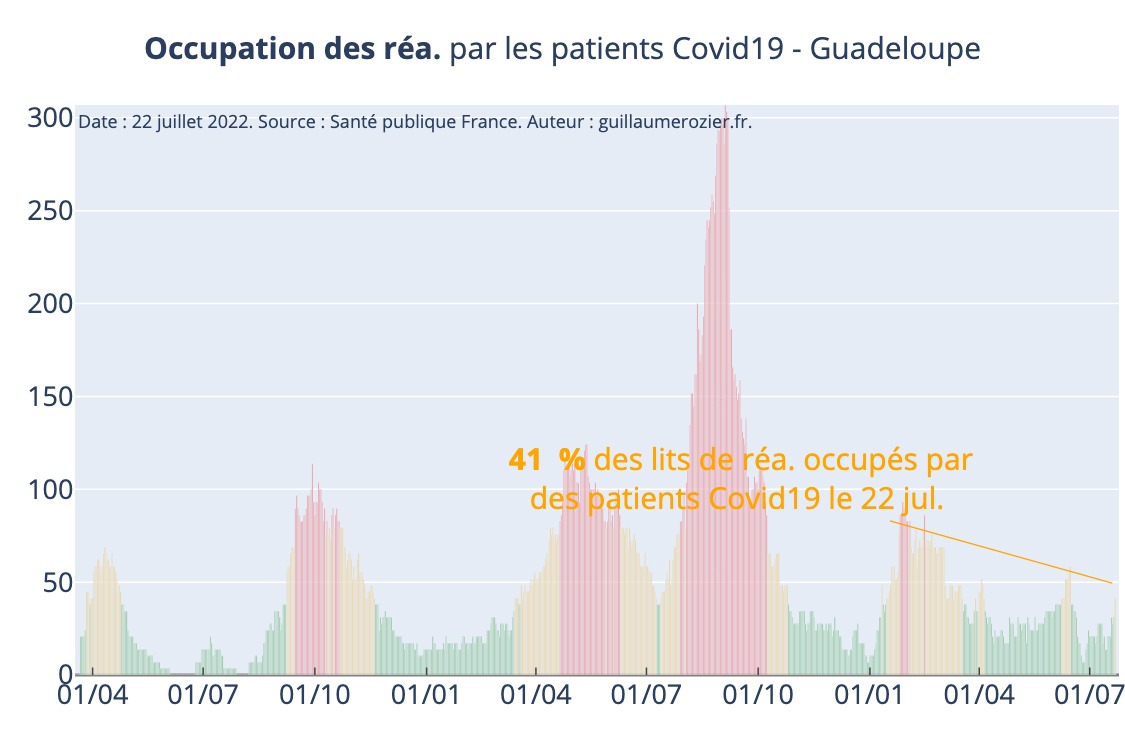 Occupation des réa. par les patients Covid19 - Guadeloupe
300
Date : 22 juillet 2022. Source : Santé publique France. Auteur : guillaumerozier.fr.
250
200
150
41 % des lits de réa. occupés par
des patients Covid19 le 22 jul.
100
50
0
01/04 01/07 01/10 01/01 01/04 01/07 01/10 01/01 01/04 01/07